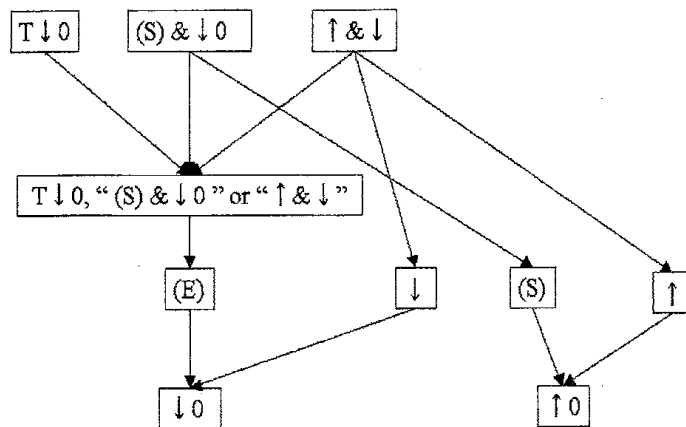 T↓0
(S) & ↓0
↑ & ↓
T↓0, “(S) & ↓0” or “↑ & ↓”
(E)
↓
(S)
↑
↓0
↑0